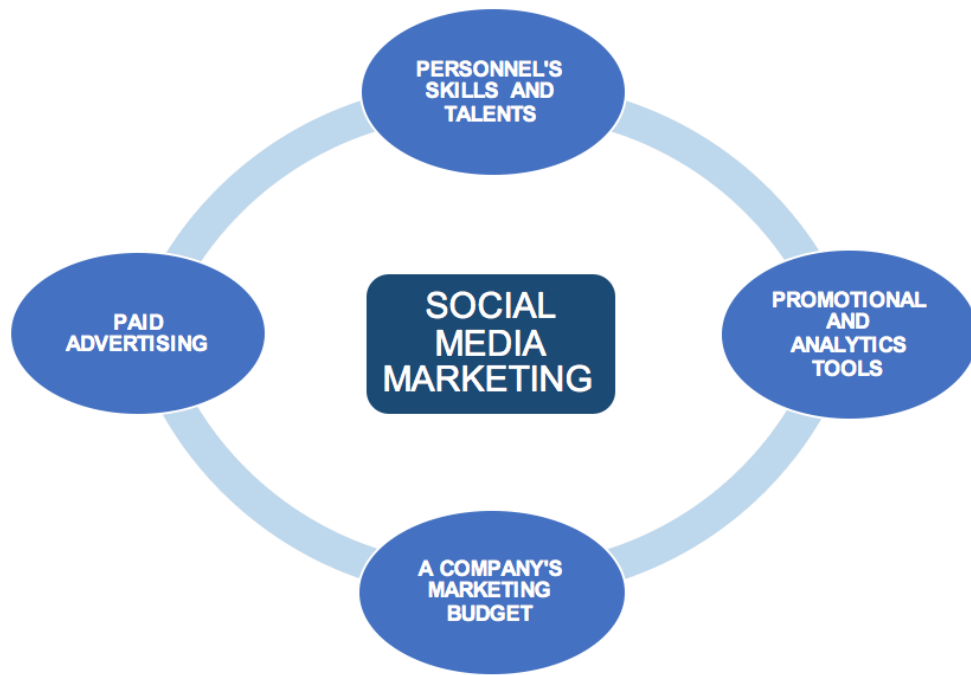 PERSONNEL'S
SKILLS AND
TALENTS
PAID
ADVERTISING
SOCIAL
MEDIA
MARKETING
PROMOTIONAL
AND
ANALYTICS
TOOLS
A COMPANY'S
MARKETING
BUDGET